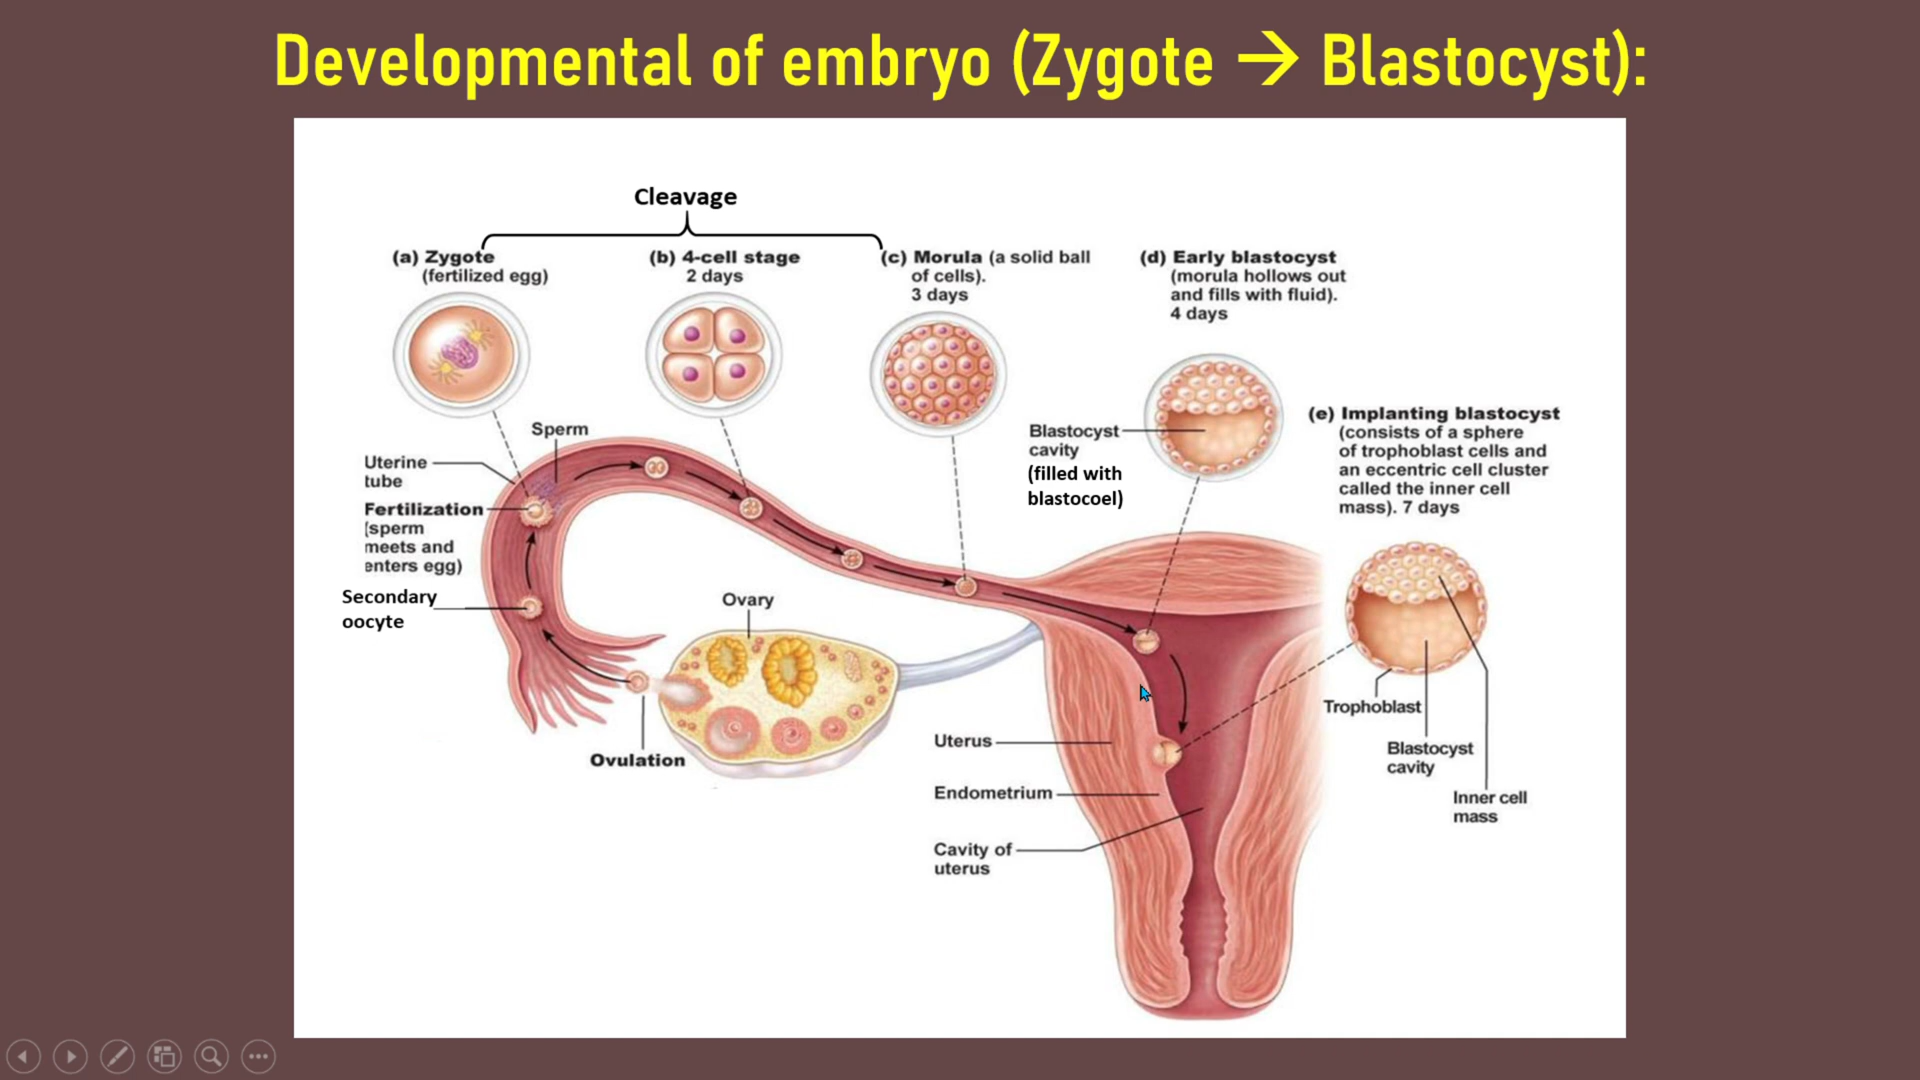 Developmental of embryo (Zygote → Blastocyst):
Cleavage
(a) Zygote
(fertilized egg)
(b) 4-cell stage
2 days
(c) Morula (a solid ball
of cells).
3 days
(d) Early blastocyst
(morula hollows out
and fills with fluid).
4 days
(e) Implanting blastocyst
(consists of a sphere
of trophoblast cells and
an eccentric cell cluster
called the inner cell
mass). 7 days
Sperm
Uterine
tube
Fertilization
(sperm
meets and
enters egg)
Secondary
oocyte
Blastocyst
cavity
(filled with
blastocoel)
Ovary
Ovulation
Uterus
Endometrium
Cavity of
uterus
Trophoblast
Blastocyst
cavity
Inner cell
mass